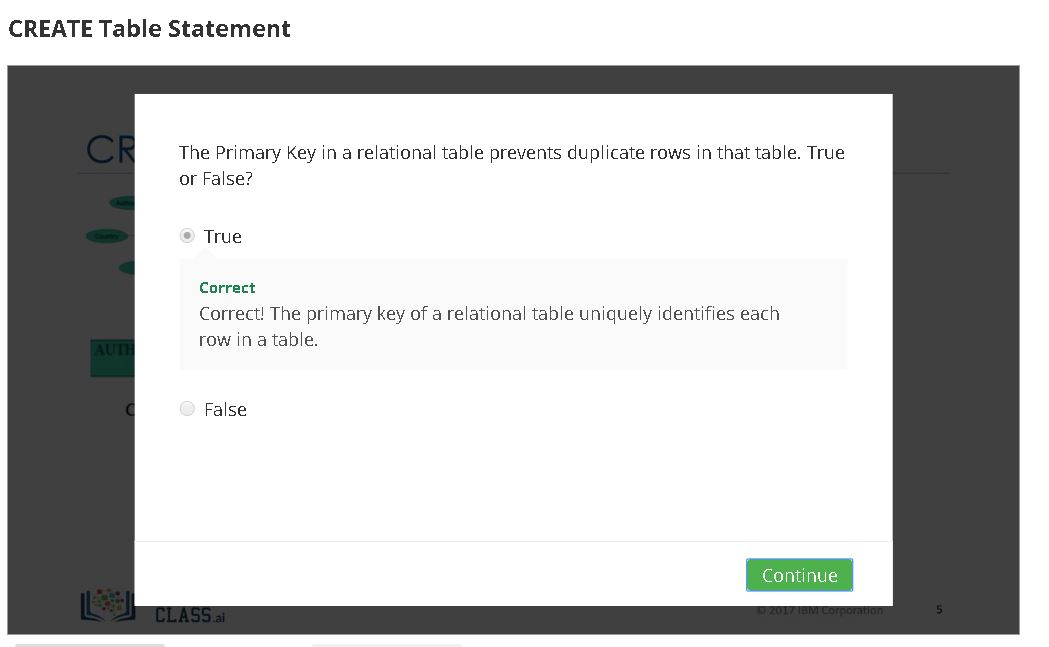 CREATE Table Statement
CR
The Primary Key in a relational table prevents duplicate rows in that table. True
or False?
Country
True
Correct
Correct! The primary key of a relational table uniquely identifies each
row in a table.
AUTH
False
Continue
CLASS.ai
© 2017 IBM Corporation
5